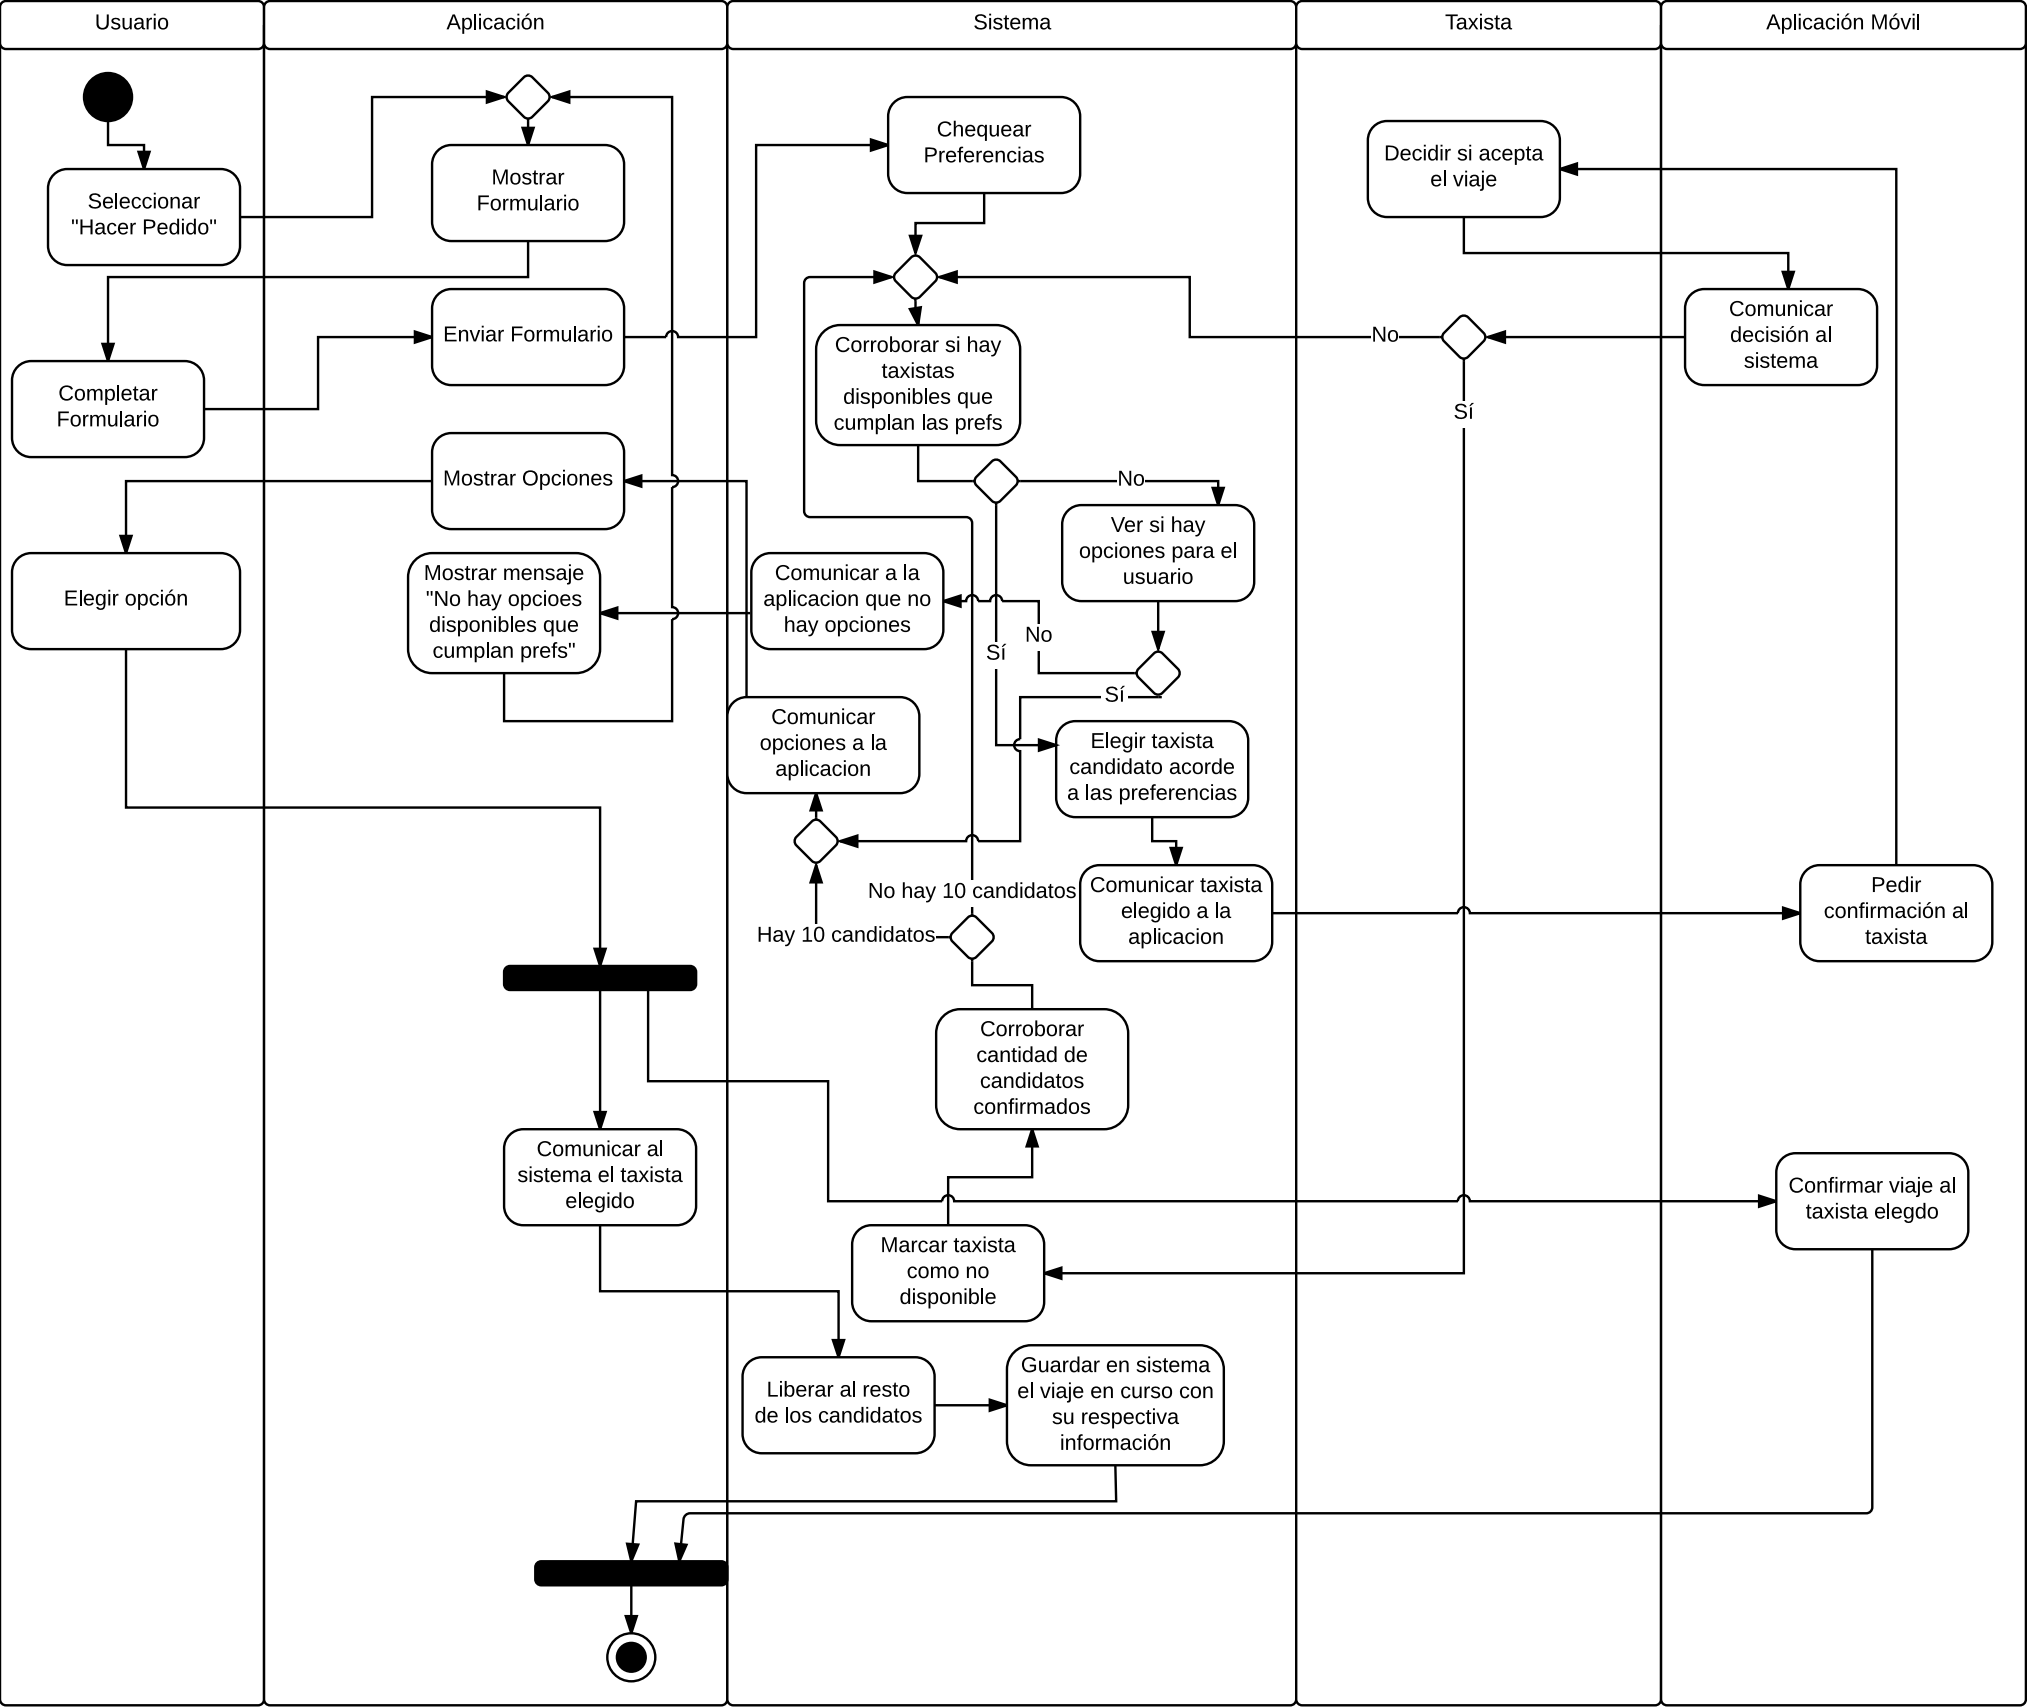 Usuario
Aplicación
Sistema
Taxista
Aplicación Móvil
Seleccionar
"Hacer Pedido"
Mostrar
Formulario
Chequear
Preferencias
Decidir si acepta
el viaje
Enviar Formulario
Completar
Formulario
Corroborar si hay
taxistas
disponibles que
cumplan las prefs
No
Sí
Comunicar
decisión al
sistema
Mostrar Opciones
No
Ver si hay
opciones para el
usuario
Elegir opción
Mostrar mensaje
"No hay opcioes
disponibles que
cumplan prefs"
Comunicar a la
aplicacion que no
hay opciones
No
Sí
Sí
Comunicar
opciones a la
aplicacion
Elegir taxista
candidato acorde
a las preferencias
No hay 10 candidatos
Hay 10 candidatos
Comunicar taxista
elegido a la
aplicacion
Pedir
confirmación al
taxista
Corroborar
cantidad de
candidatos
confirmados
Comunicar al
sistema el taxista
elegido
Confirmar viaje al
taxista elegdo
Marcar taxista
como no
disponible
Liberar al resto
de los candidatos
Guardar en sistema
el viaje en curso con
su respectiva
información